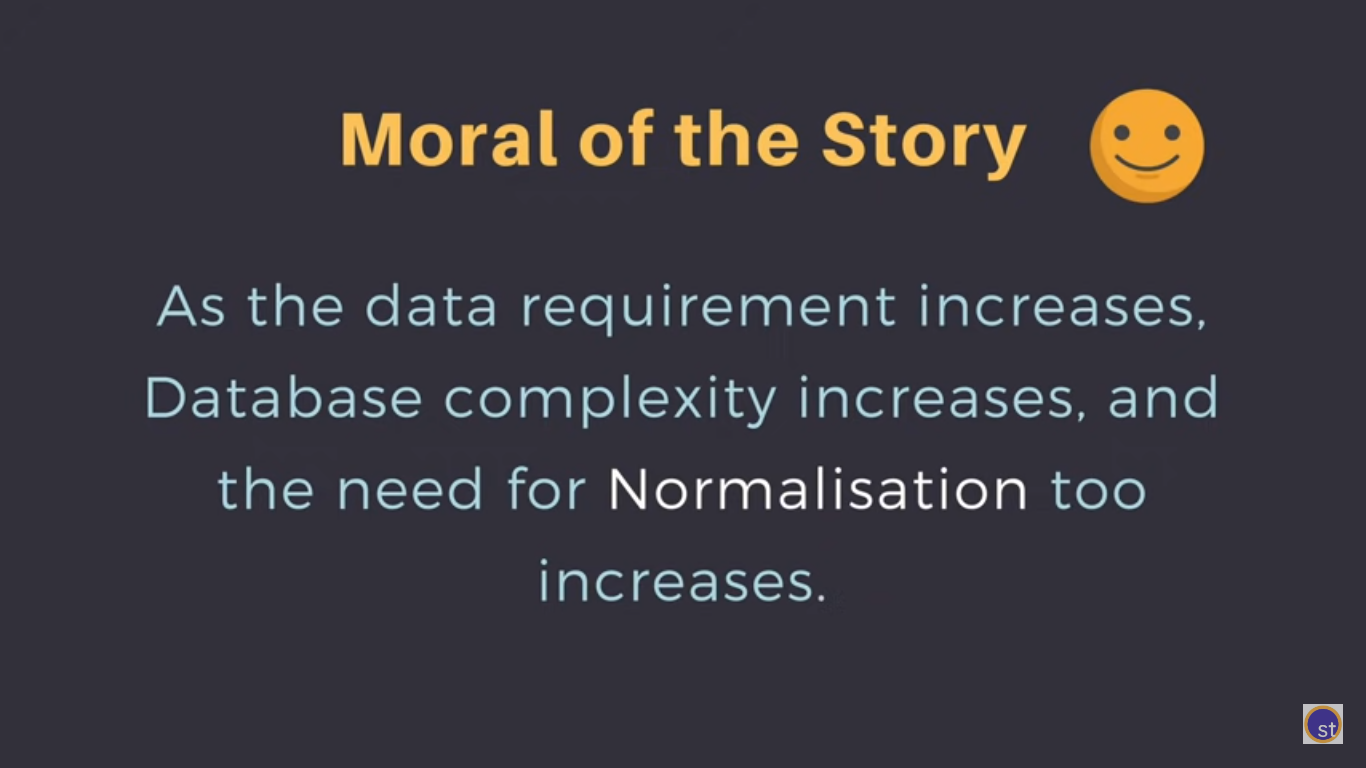 Moral of the Story
As the data requirement increases,
Database complexity increases, and
the need for Normalisation too
increases.
st